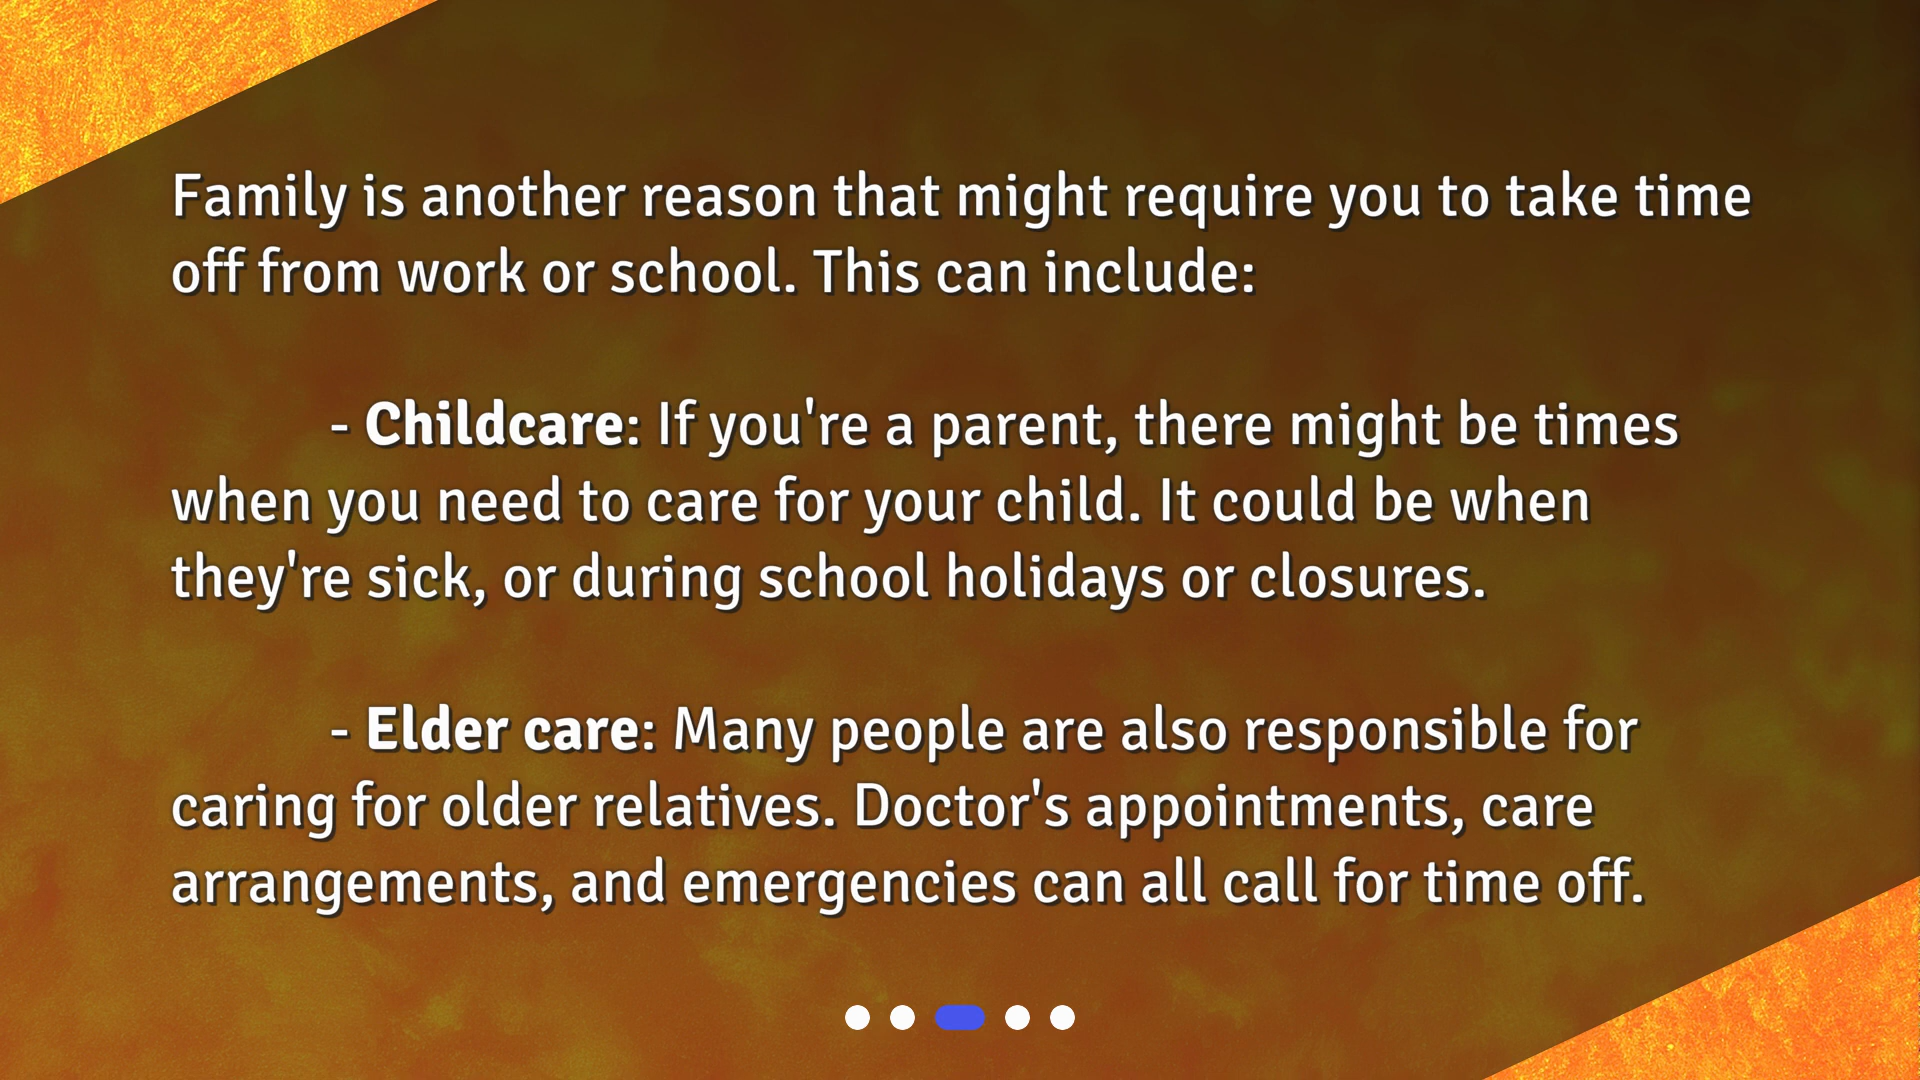 Family is another reason that might require you to take time
off from work or school. This can include:
- Childcare: If you're a parent, there might be times
when you need to care for your child. It could be when
they're sick, or during school holidays or closures.
- Elder care: Many people are also responsible for
caring for older relatives. Doctor's appointments, care
arrangements, and emergencies can all call for time off.